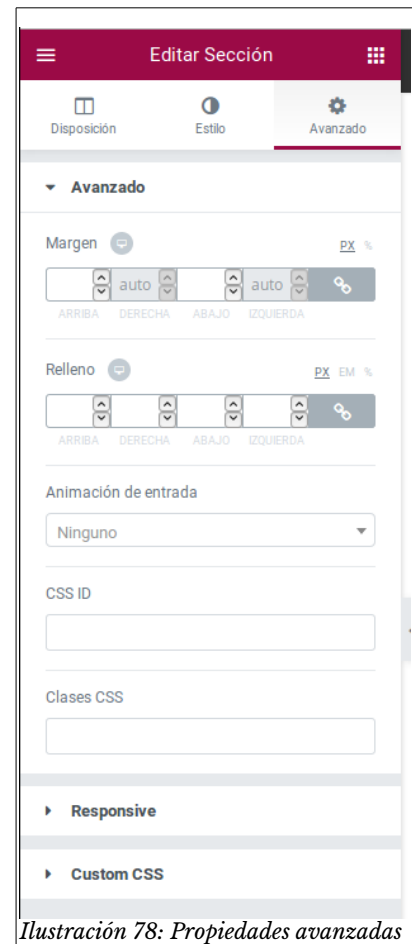 Editar Sección
Disposición Estilo Avanzado
Avanzado
Margen PX %
auto auto
ARRIBA DERECHA ABAJO IZQUIERDA
Relleno PX EM %
ARRIBA DERECHA ABAJO IZQUIERDA
Animación de entrada
Ninguno
CSS ID
Clases CSS
Responsive
Custom CSS
Ilustración 78: Propiedades avanzadas